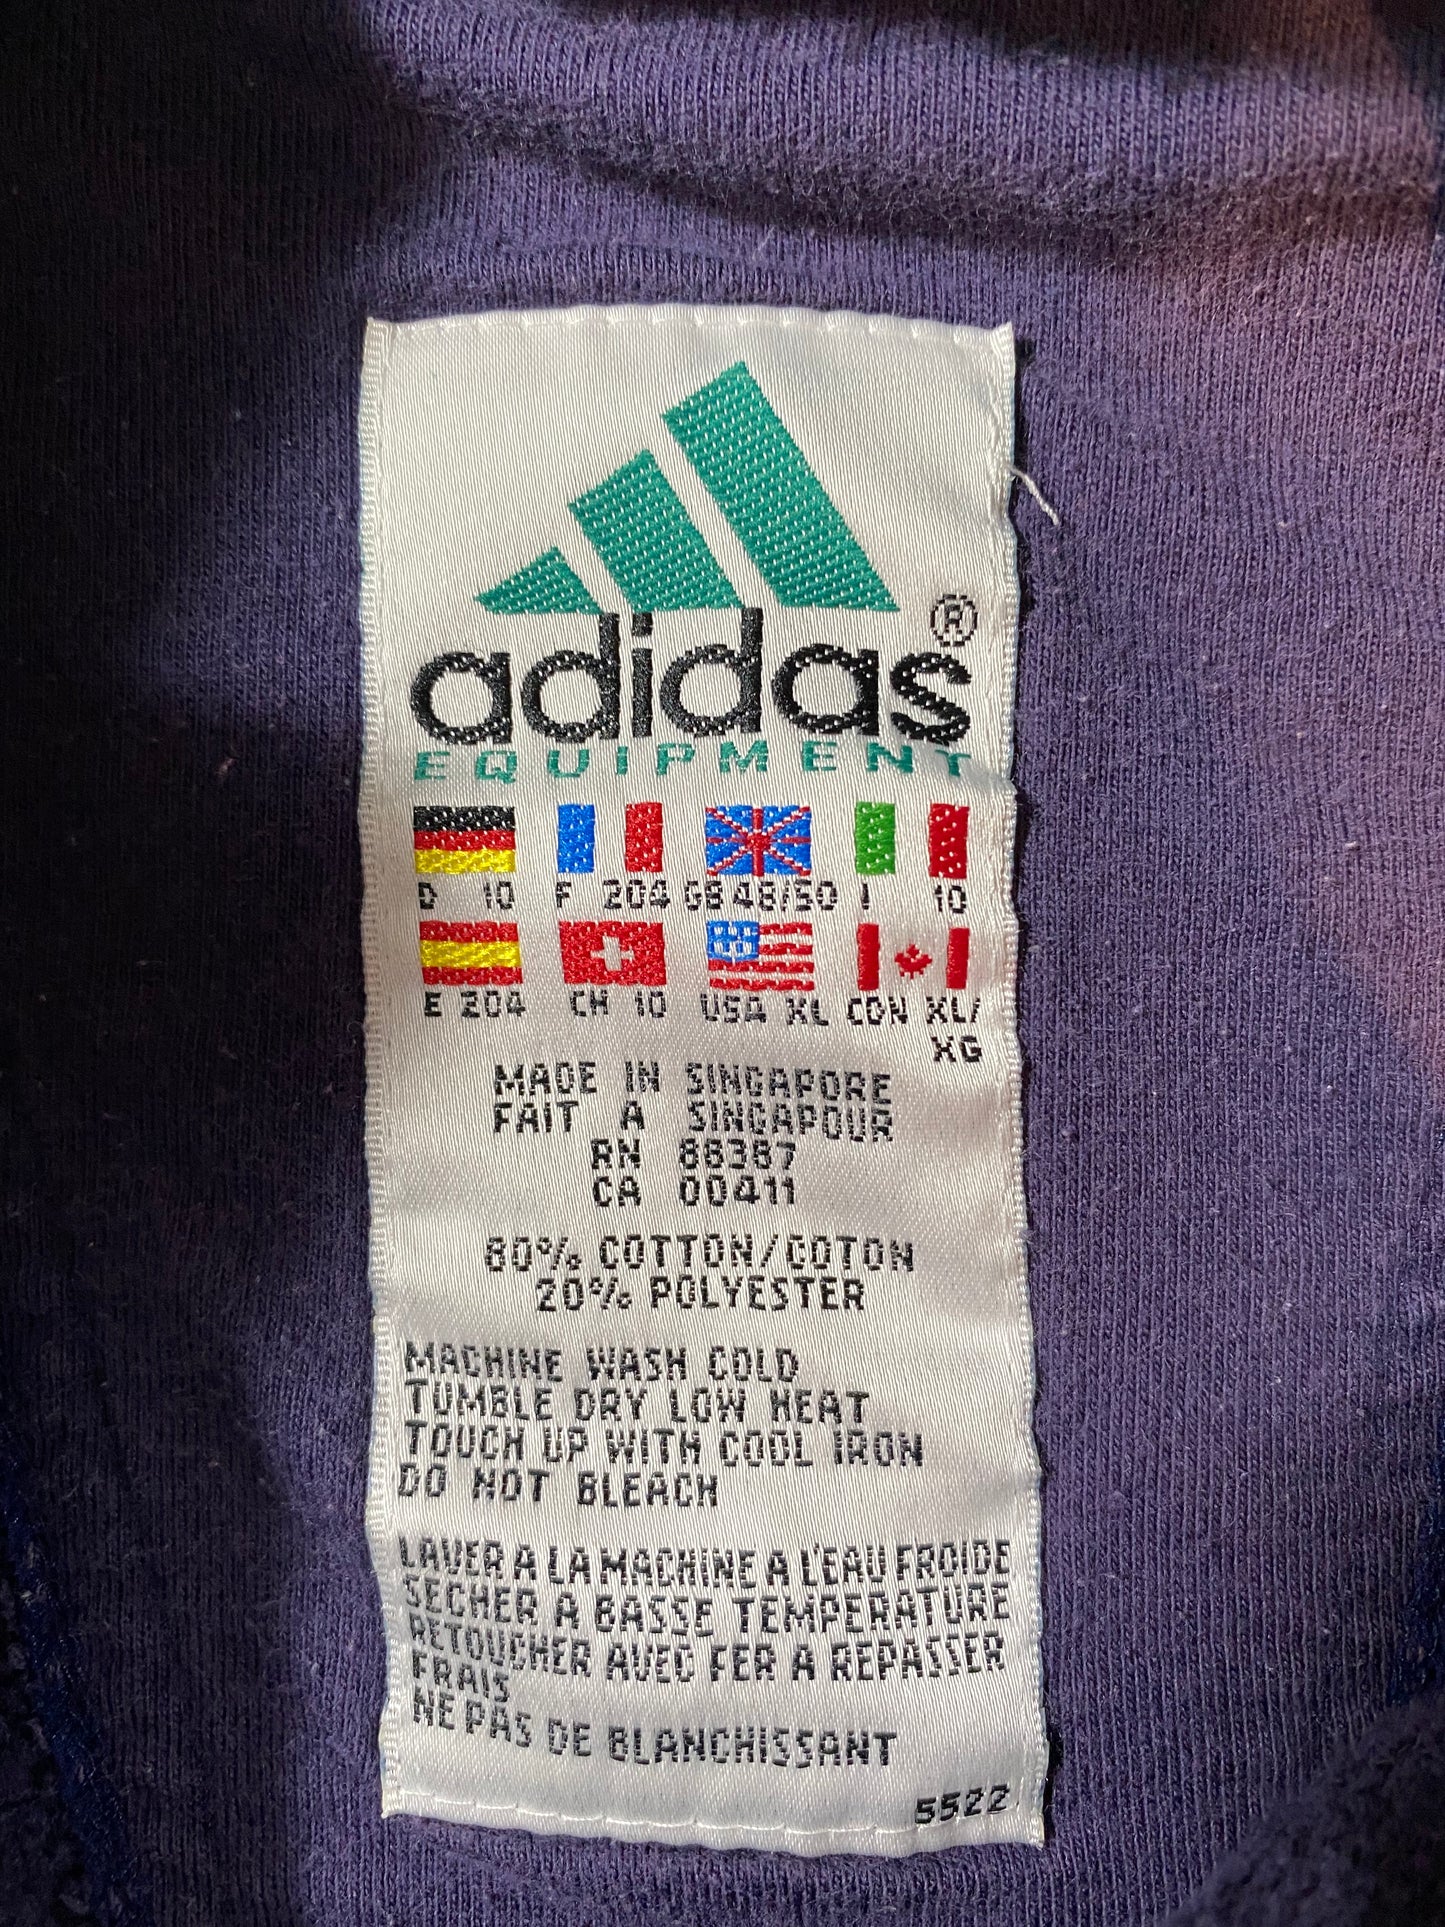 adidas ®
EQUIPMENT
D 10 F 204 GB 48/50 I 10
E 204 CH 10 USA XL CDN XL/
XG
MADE IN SINGAPORE
FAIT A SINGAPOUR
RN 88387
CA 00411
80% COTTON/COTON
20% POLYESTER
MACHINE WASH COLD
TUMBLE DRY LOW HEAT
TOUCH UP WITH COOL IRON
DO NOT BLEACH
LAVER A LA MACHINE A L'EAU FROIDE
SECHER A BASSE TEMPERATURE
RETOUCHER AVEC FER A REPASSER
FRAIS
NE PAS DE BLANCHISSANT
5522